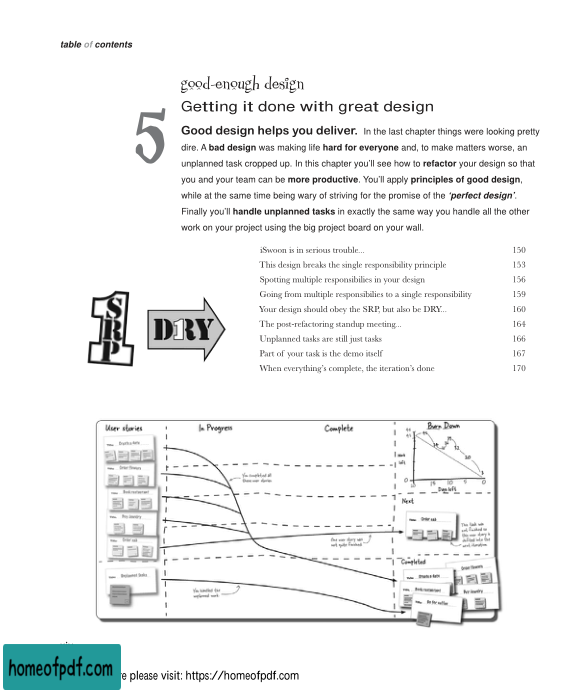 table of contents
good-enough design
5
Getting it done with great design
Good design helps you deliver. In the last chapter things were looking pretty
dire. A bad design was making life hard for everyone and, to make matters worse, an
unplanned task cropped up. In this chapter you'll see how to refactor your design so that
you and your team can be more productive. You'll apply principles of good design,
while at the same time being wary of striving for the promise of the 'perfect design'.
Finally you'll handle unplanned tasks in exactly the same way you handle all the other
work on your project using the big project board on your wall.
iSwoon is in serious trouble... 150
This design breaks the single responsibility principle 153
Spotting multiple responsibilies in your design 156
Going from multiple responsibilies to a single responsibility 159
Your design should obey the SRP, but also be DRY... 160
The post-refactoring standup meeting... 164
Unplanned tasks are still just tasks 166
Part of your task is the demo itself 167
When everything's complete, the iteration's done 170
1
SRP
DRY
User stories
In Progress
Complete
Burn Down
Next
Completed
homeofpdf.com
e please visit: https://homeofpdf.com